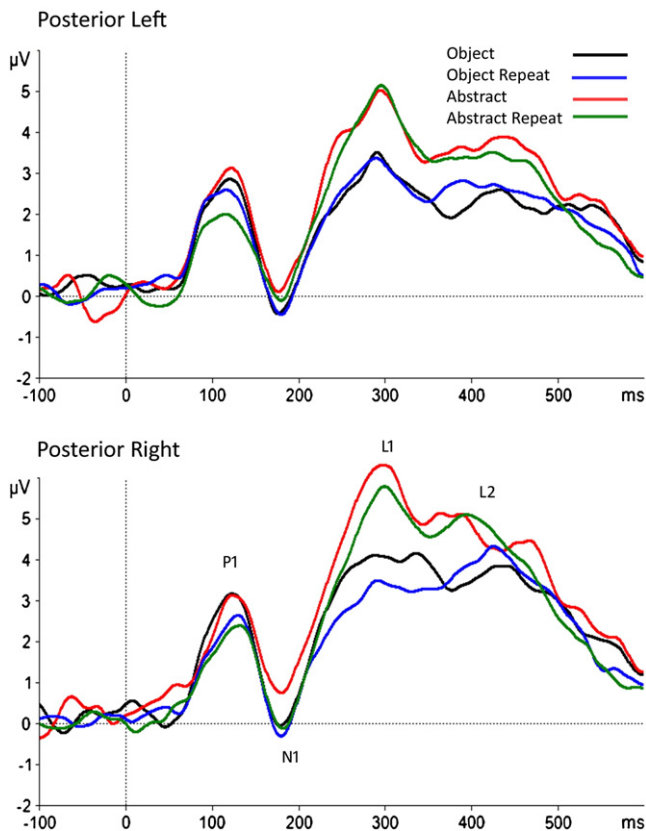 Posterior Left
µV
Object
Object Repeat
Abstract
Abstract Repeat
5
4
3
2
1
0
-1
-2
-100 0 100 200 300 400 500 ms
Posterior Right
µV
L1
L2
P1
N1
5
4
3
2
1
0
-1
-2
-100 0 100 200 300 400 500 ms